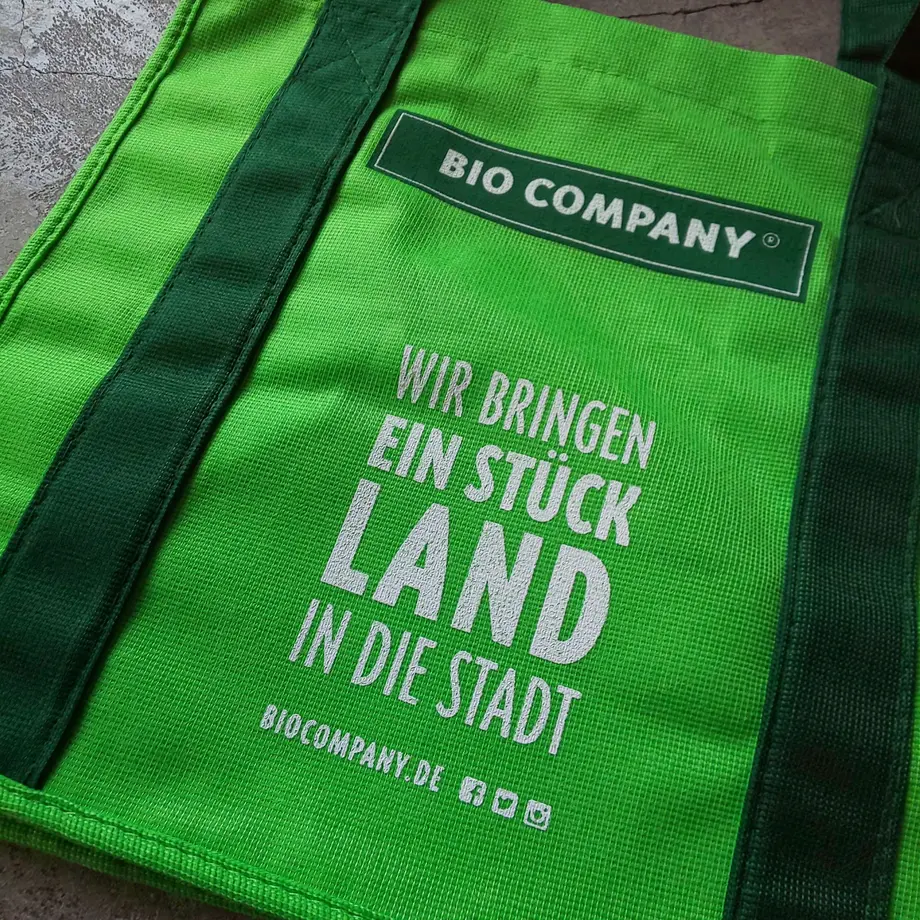 BIO COMPANY®
WIR BRINGEN
EIN STÜCK
LAND
IN DIE STADT
BIOCOMPANY.DE